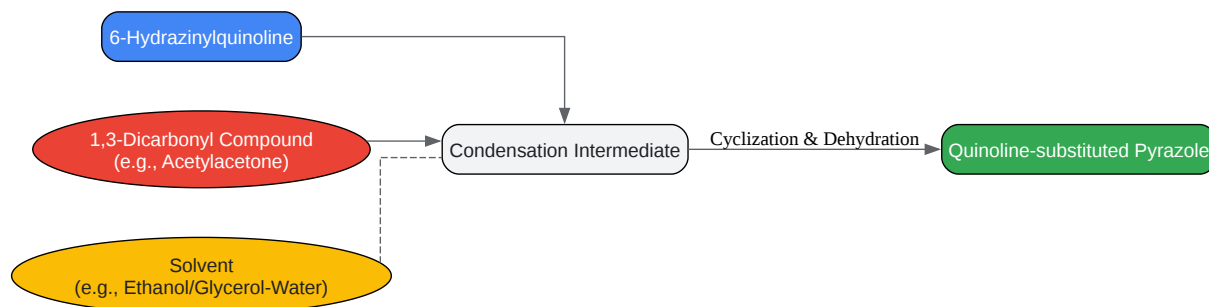 6-Hydrazinylquinoline
1,3-Dicarbonyl Compound
(e.g., Acetylacetone)
Condensation Intermediate
Cyclization & Dehydration
Quinoline-substituted Pyrazole
Solvent
(e.g., Ethanol/Glycerol-Water)